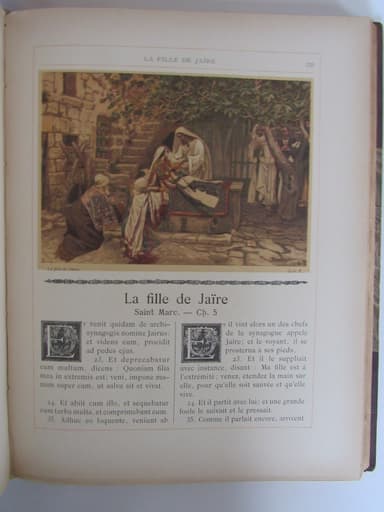 LA FILLE DE JAÏRE
La fille de Jaïre
Saint Marc. — Ch. 5
Et venit quidam de archi-
synagogis nomine Jairus:
et videns eum, procidit
ad pedes ejus.
23. Et deprecabatur
eum multum, dicens: Quoniam filia
mea in extremis est; veni, impone ma-
num super eum, ut salva sit et vivat.
24. Et abiit cum illo, et sequebatur
eum turba multa, et comprimebant eum.
35. Adhuc eo loquente, veniunt ab
Et il vint alors un des chefs
de la synagogue appelé
Jaire; et le voyant, il se
prosterna à ses pieds.
23. Et il le suppliait
avec instance, disant: Ma fille est à
l'extrémité; venez, étendez la main sur
elle, pour qu'elle soit sauvée et qu'elle
vive.
24. Et il partit avec lui; et une grande
foule le suivait et le pressait.
35. Comme il parlait encore, arrivent